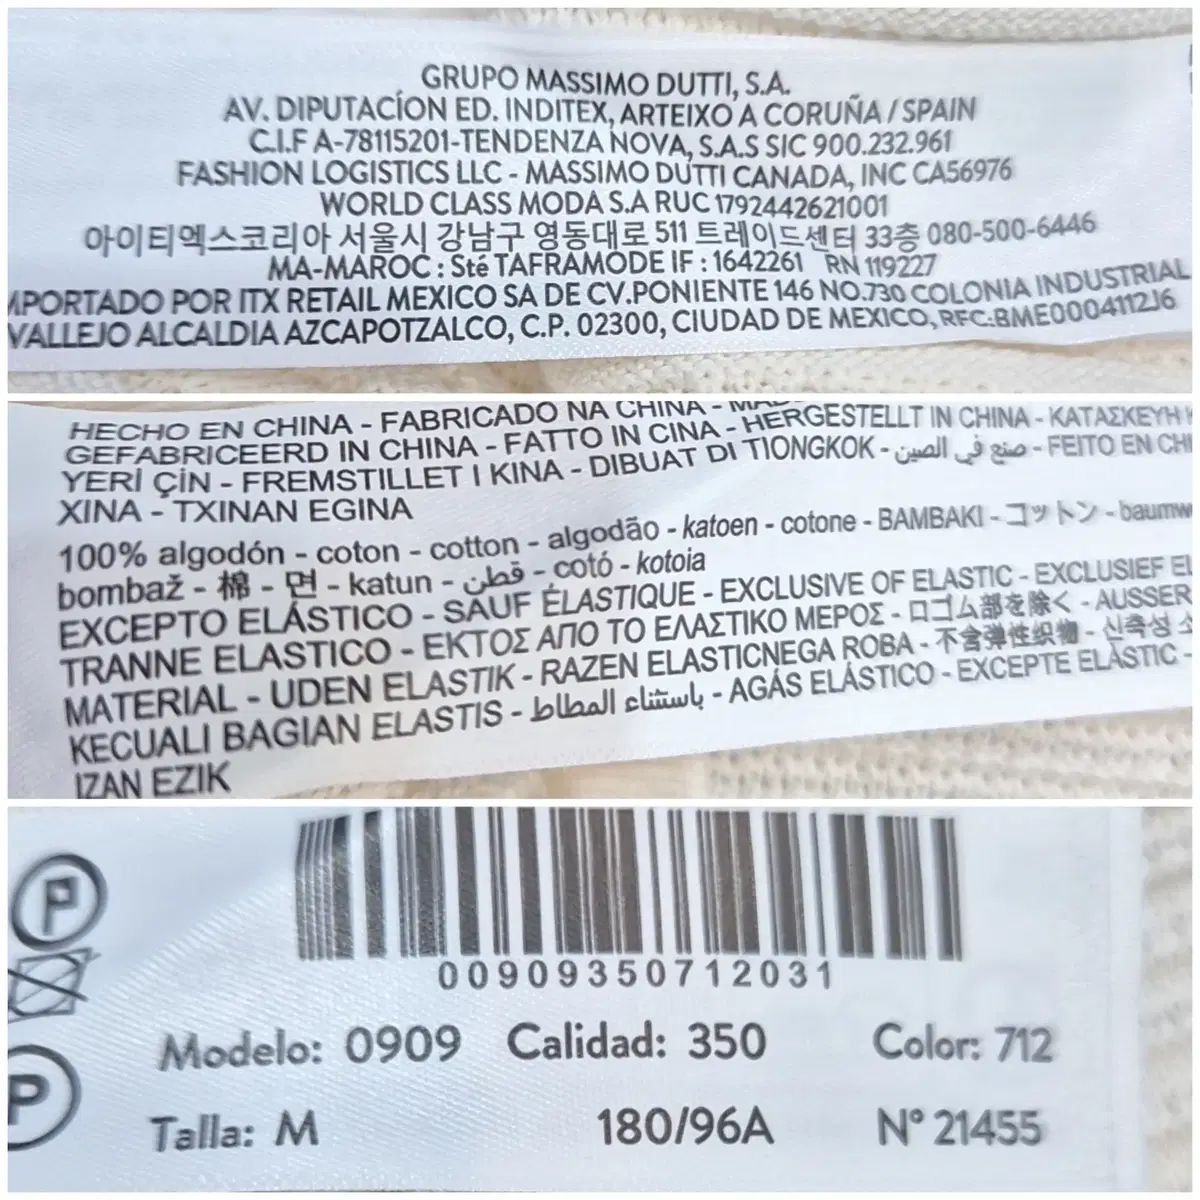 GRUPO MASSIMO DUTTI, S.A.
AV. DIPUTACÍON ED. INDITEX, ARTEIXO A CORUÑA / SPAIN
C.I.F A-78115201-TENDENZA NOVA, S.A.S SIC 900.232.961
FASHION LOGISTICS LLC - MASSIMO DUTTI CANADA, INC CA56976
WORLD CLASS MODA S.A RUC 1792442621001
아이티엑스코리아 서울시 강남구 영동대로 511 트레이드센터 33층 080-500-6446
MA-MAROC : Sté TAFRAMODE IF : 1642261 RN 119227
IMPORTADO POR ITX RETAIL MEXICO SA DE CV.PONIENTE 146 NO.730 COLONIA INDUSTRIAL
VALLEJO ALCALDIA AZCAPOTZALCO, C.P. 02300, CIUDAD DE MEXICO, RFC:BME0004112J6
HECHO EN CHINA - FABRICADO NA CHINA -
GEFABRICEERD IN CHINA - FATTO IN CINA - HERGESTELLT IN CHINA - ΚΑΤΑΣΚΕΥΗ
YERİ ÇİN - FREMSTILLET I KINA - DIBUAT DI TIONGKOK - صنع في الصين - FEITO EN
XINA - TXINAN EGINA
100% algodón - coton - cotton - algodão - katoen - cotone - BAMBAKI - コットン -
bombaž - 棉 - 면 - katun - قطن - cotó - kotoia
EXCEPTO ELÁSTICO - SAUF ÉLASTIQUE - EXCLUSIVE OF ELASTIC - EXCLUSIEF
TRANNE ELASTICO - ΕΚΤΟΣ ΑΠΟ ΤΟ ΕΛΑΣΤΙΚΟ ΜΕΡΟΣ - ロゴム部を除く - AUSSER
MATERIAL - UDEN ELASTIK - RAZEN ELASTICNEGA ROBA - 不含弹性织物 - 신축성
KECUALI BAGIAN ELASTIS - باستثناء المطاط - AGÁS ELÁSTICO - EXCEPTE ELÀSTIC -
IZAN EZIK
P
P
00909350712031
Modelo: 0909 Calidad: 350 Color: 712
Talla: M 180/96A Nº 21455